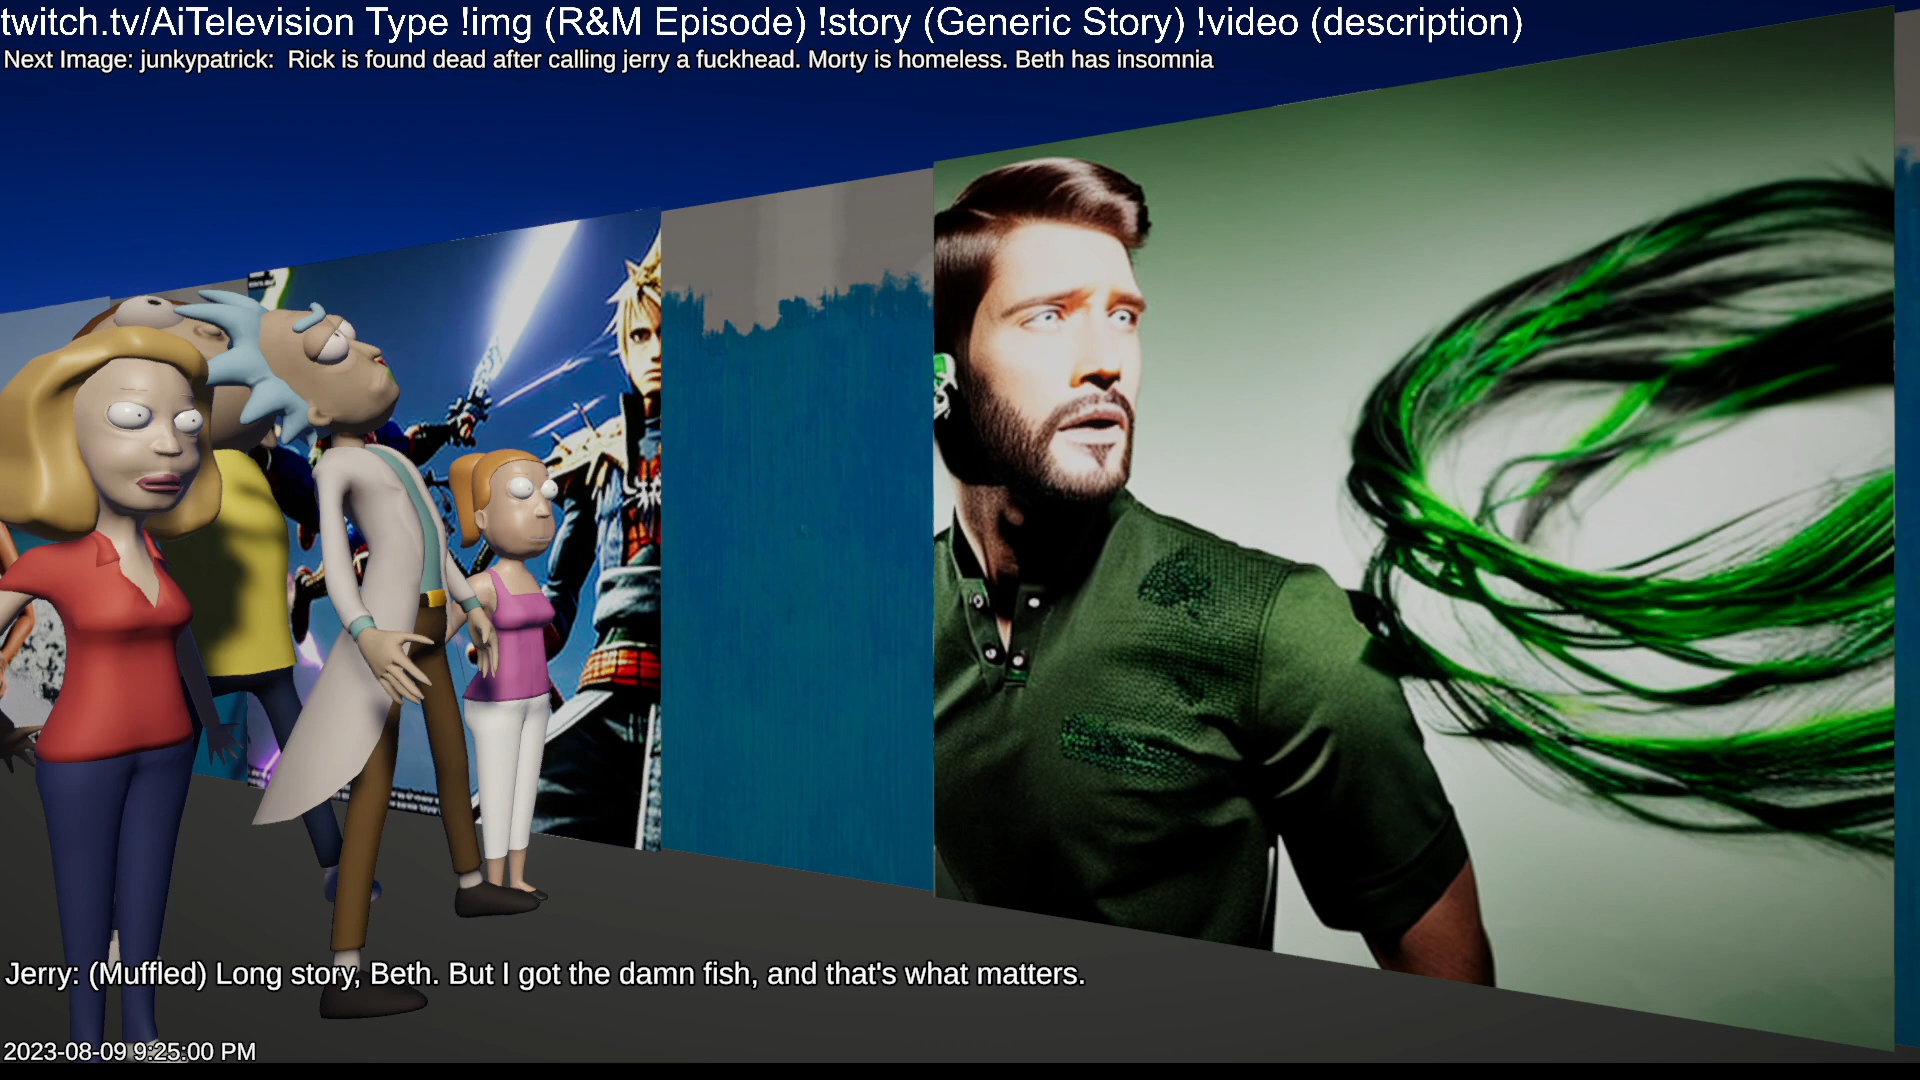 twitch.tv/AiTelevision Type !img (R&M Episode) !story (Generic Story) !video (description)
Next Image: junkypatrick:  Rick is found dead after calling jerry a fuckhead. Morty is homeless. Beth has insomnia
Jerry: (Muffled) Long story, Beth. But I got the damn fish, and that's what matters.
2023-08-09 9:25:00 PM